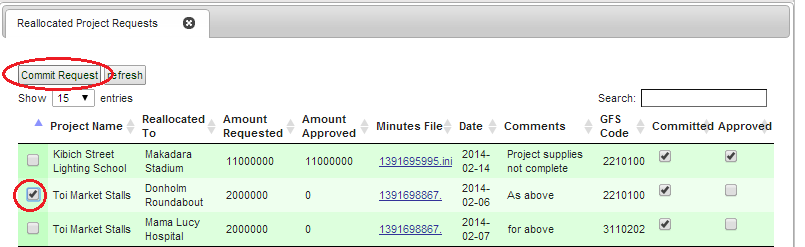 Reallocated Project Requests
Commit Request refresh
Show 15 entries Search:
Project Name Reallocated To Amount Requested Amount Approved Minutes File Date Comments GFS Code Committed Approved
Kibich Street Lighting School Makadara Stadium 11000000 11000000 1391695995.ini 2014-02-14 Project supplies not complete 2210100
Toi Market Stalls Donholm Roundabout 2000000 0 1391698867. 2014-02-06 As above 2210100
Toi Market Stalls Mama Lucy Hospital 2000000 0 1391698867. 2014-02-07 for above 3110202